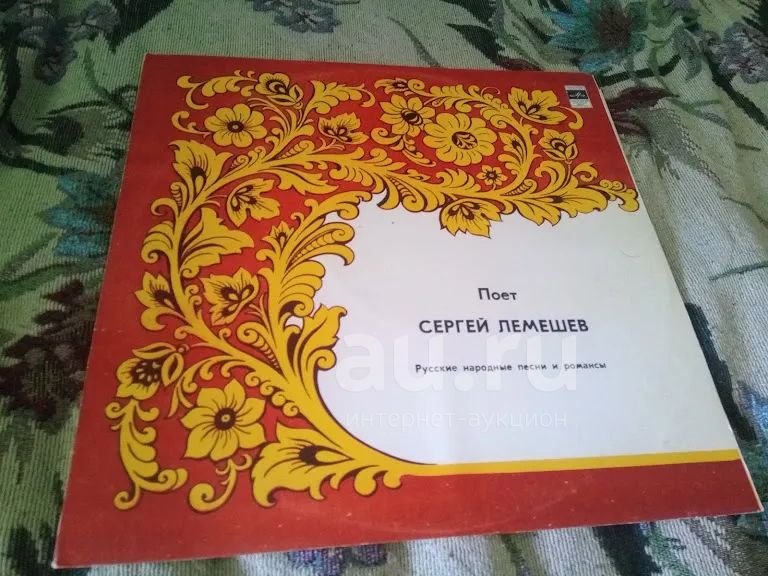 Поет
СЕРГЕЙ ЛЕМЕШЕВ
Русские народные песни и романсы
au.ru
интернет-аукцион